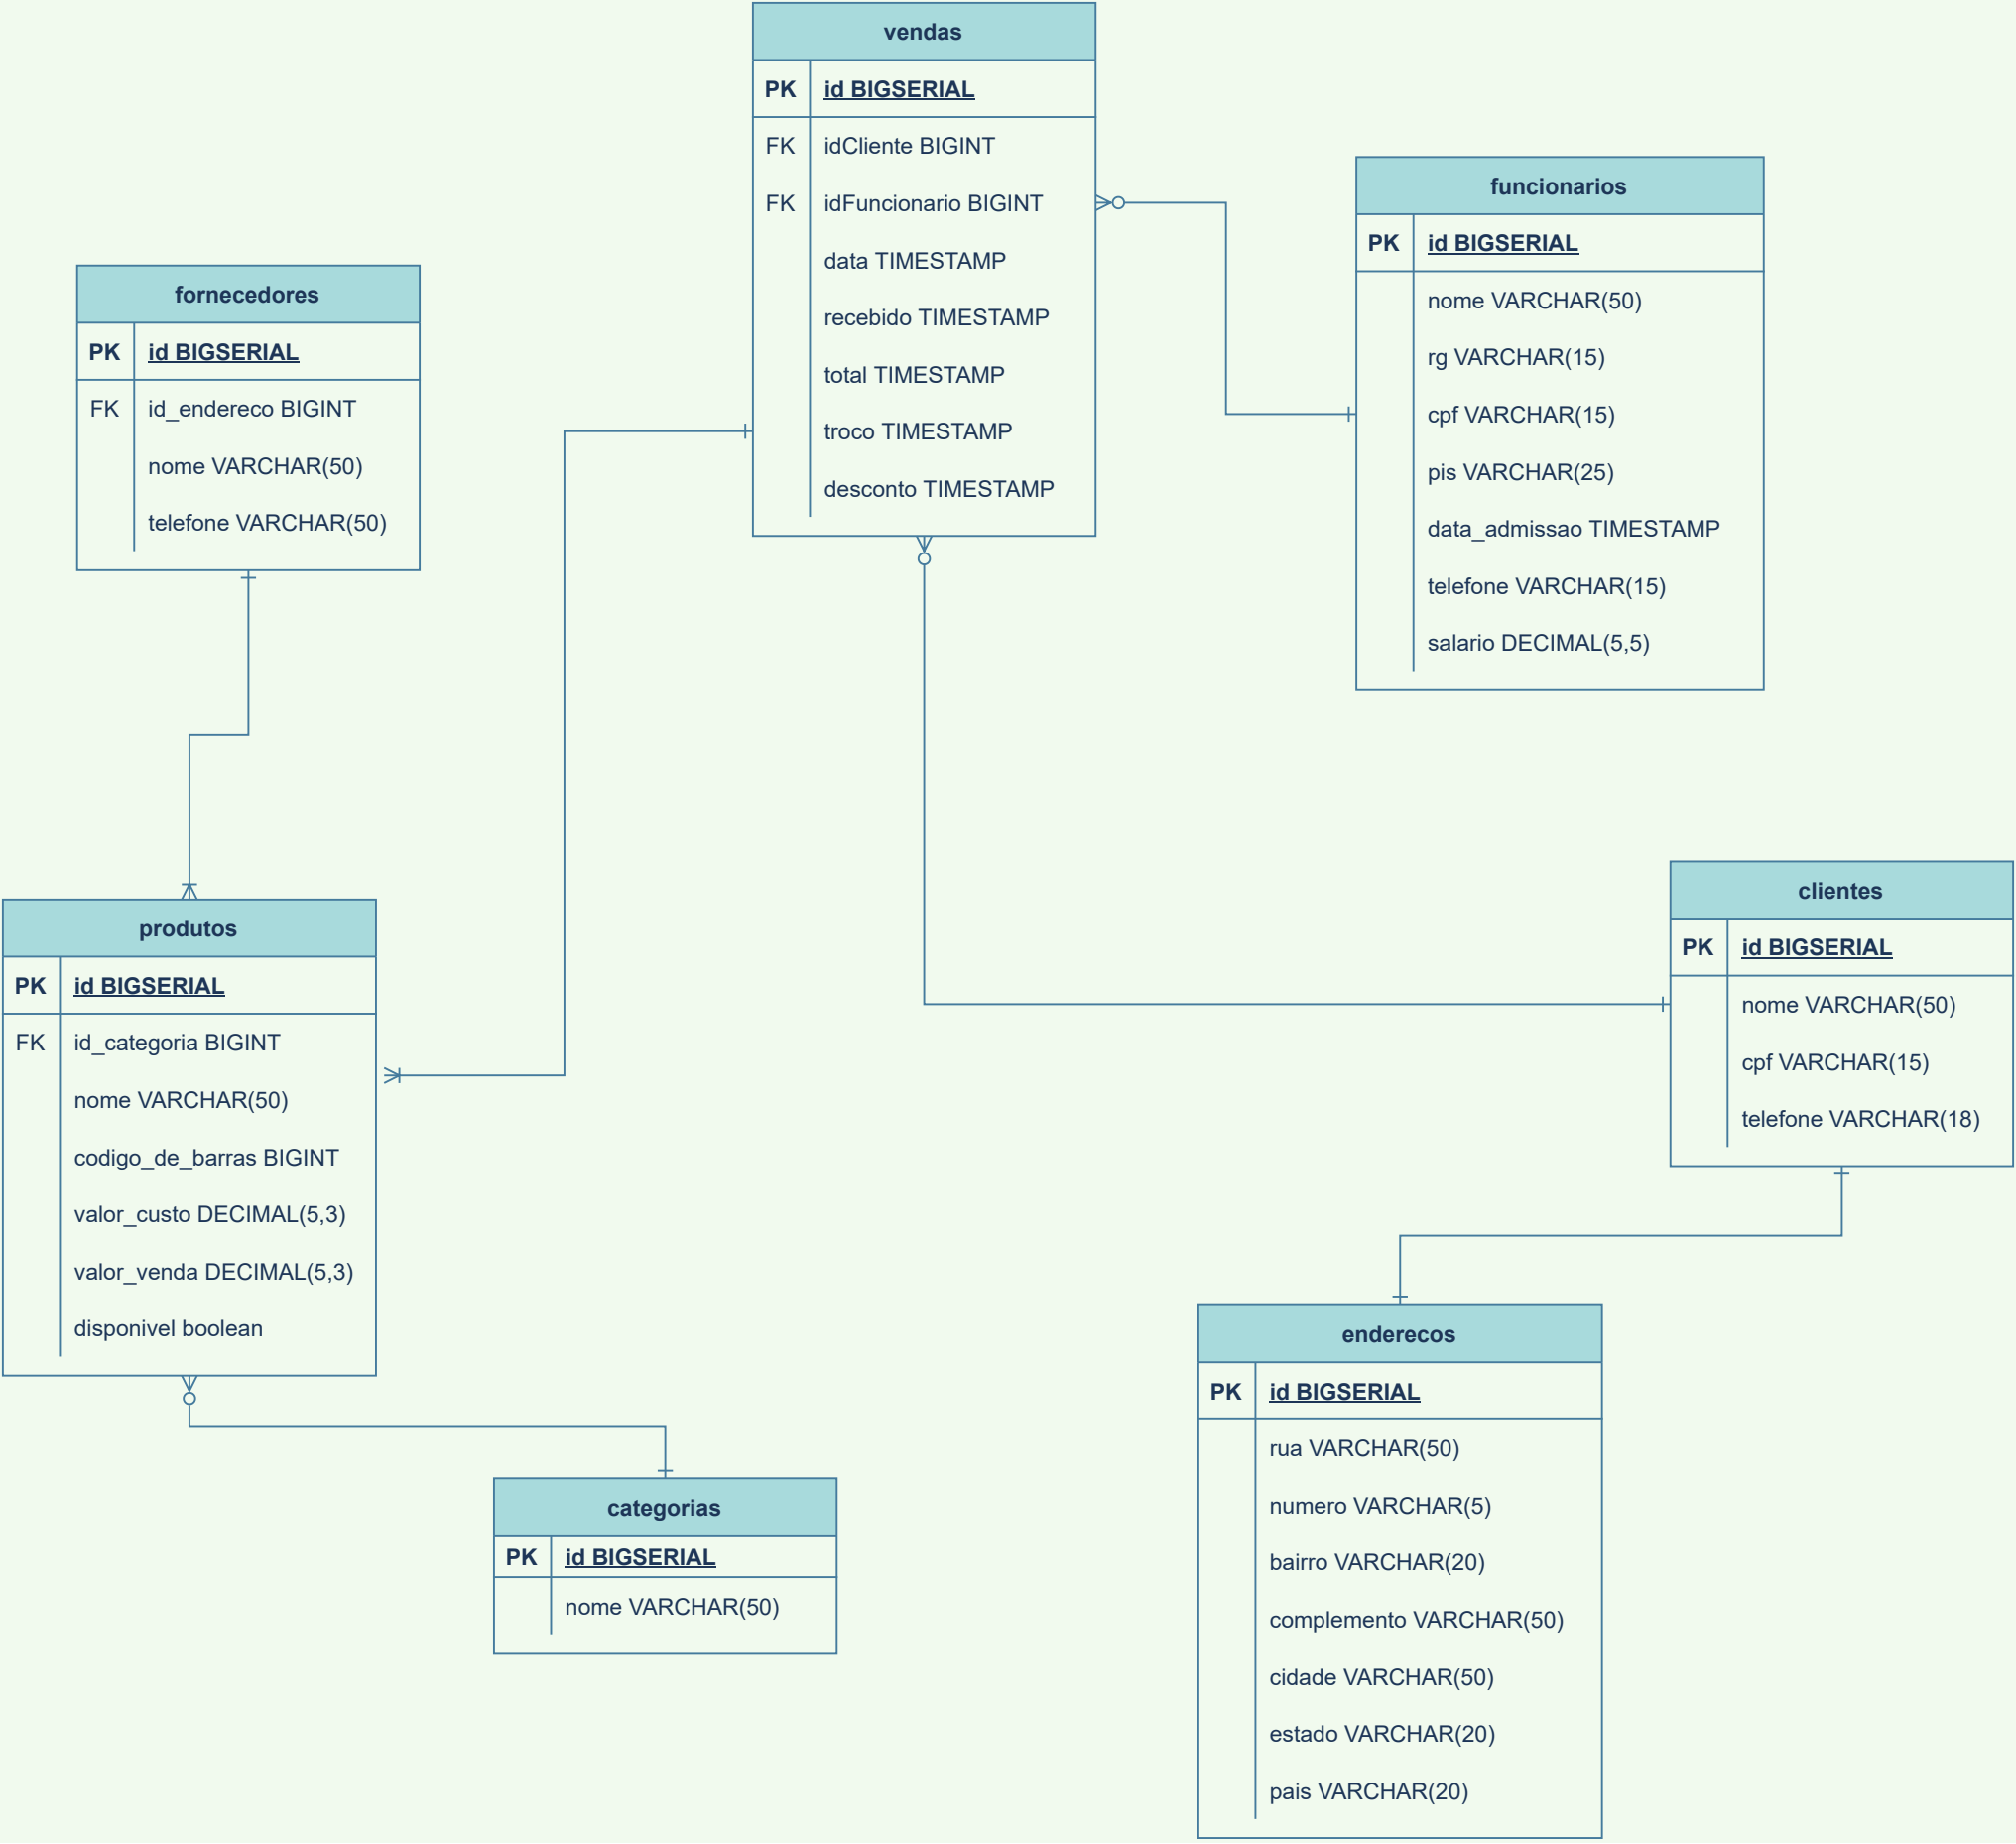 vendas
PK id BIGSERIAL
FK idCliente BIGINT
FK idFuncionario BIGINT
data TIMESTAMP
recebido TIMESTAMP
total TIMESTAMP
troco TIMESTAMP
desconto TIMESTAMP
funcionarios
PK id BIGSERIAL
nome VARCHAR(50)
rg VARCHAR(15)
cpf VARCHAR(15)
pis VARCHAR(25)
data_admissao TIMESTAMP
telefone VARCHAR(15)
salario DECIMAL(5,5)
fornecedores
PK id BIGSERIAL
FK id_endereco BIGINT
nome VARCHAR(50)
telefone VARCHAR(50)
produtos
PK id BIGSERIAL
FK id_categoria BIGINT
nome VARCHAR(50)
codigo_de_barras BIGINT
valor_custo DECIMAL(5,3)
valor_venda DECIMAL(5,3)
disponivel boolean
clientes
PK id BIGSERIAL
nome VARCHAR(50)
cpf VARCHAR(15)
telefone VARCHAR(18)
enderecos
PK id BIGSERIAL
rua VARCHAR(50)
numero VARCHAR(5)
bairro VARCHAR(20)
complemento VARCHAR(50)
cidade VARCHAR(50)
estado VARCHAR(20)
pais VARCHAR(20)
categorias
PK id BIGSERIAL
nome VARCHAR(50)